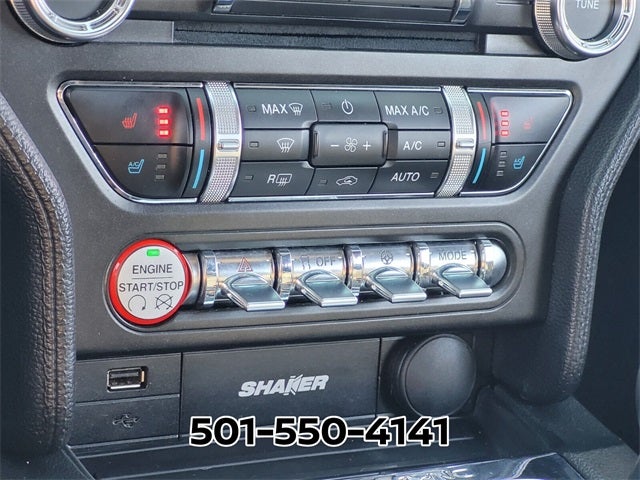 TUNE
MAX
MAX A/C
A/C
A/C
R
AUTO
ENGINE
START/STOP
OFF
MODE
SHAKER
501-550-4141